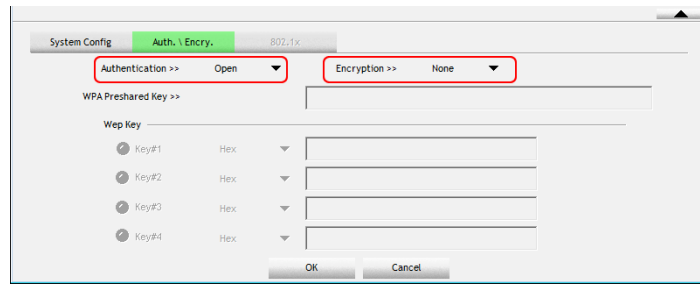 System Config Auth. \ Encry. 802.1x
Authentication >> Open Encryption >> None
WPA Preshared Key >>
Wep Key
Key#1 Hex
Key#2 Hex
Key#3 Hex
Key#4 Hex
OK Cancel